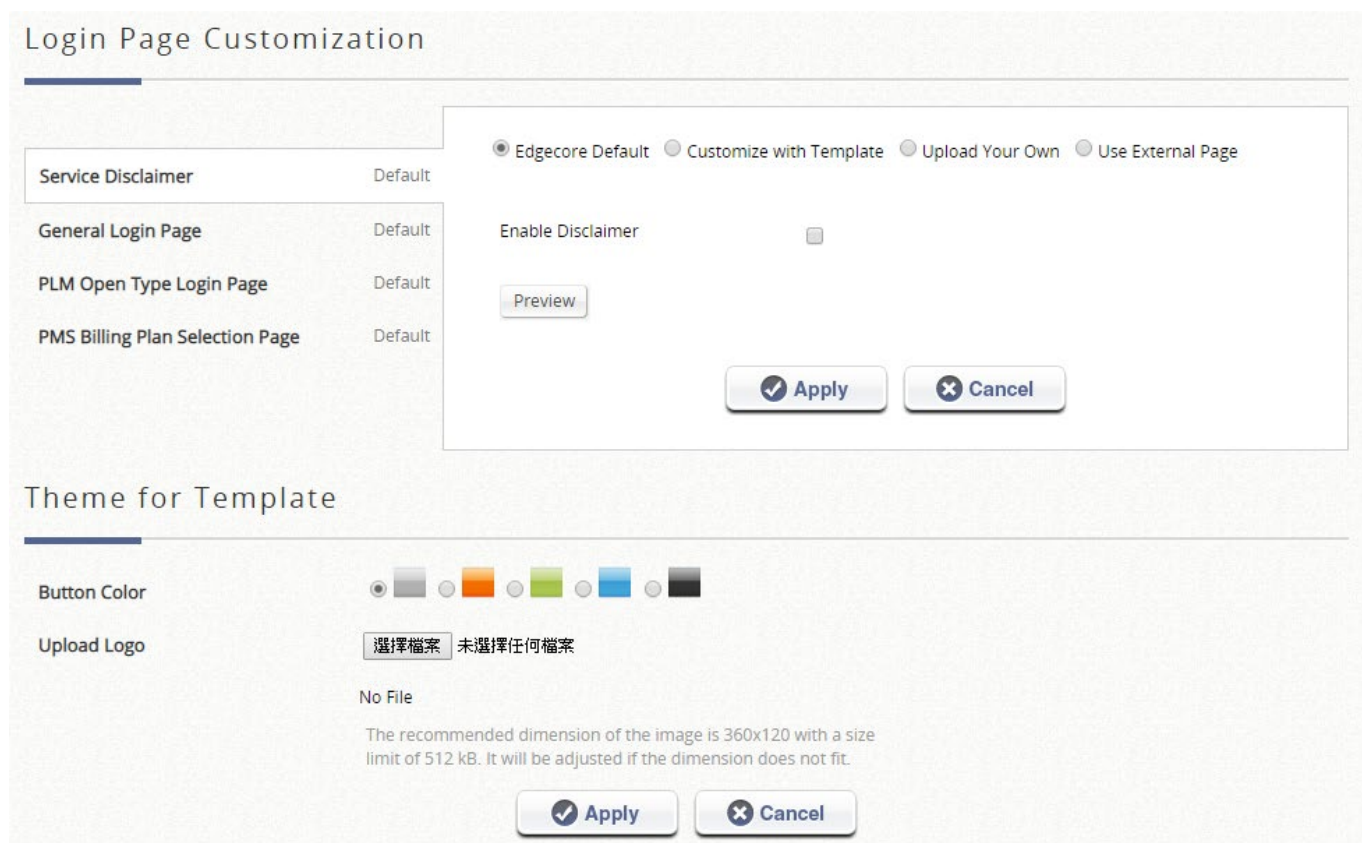 Login Page Customization
Edgecore Default Customize with Template Upload Your Own Use External Page
Service Disclaimer Default
General Login Page Default
Enable Disclaimer
PLM Open Type Login Page Default
Preview
PMS Billing Plan Selection Page Default
Apply Cancel
Theme for Template
Button Color
Upload Logo 選擇檔案 未選擇任何檔案
No File
The recommended dimension of the image is 360x120 with a size
limit of 512 kB. It will be adjusted if the dimension does not fit.
Apply Cancel